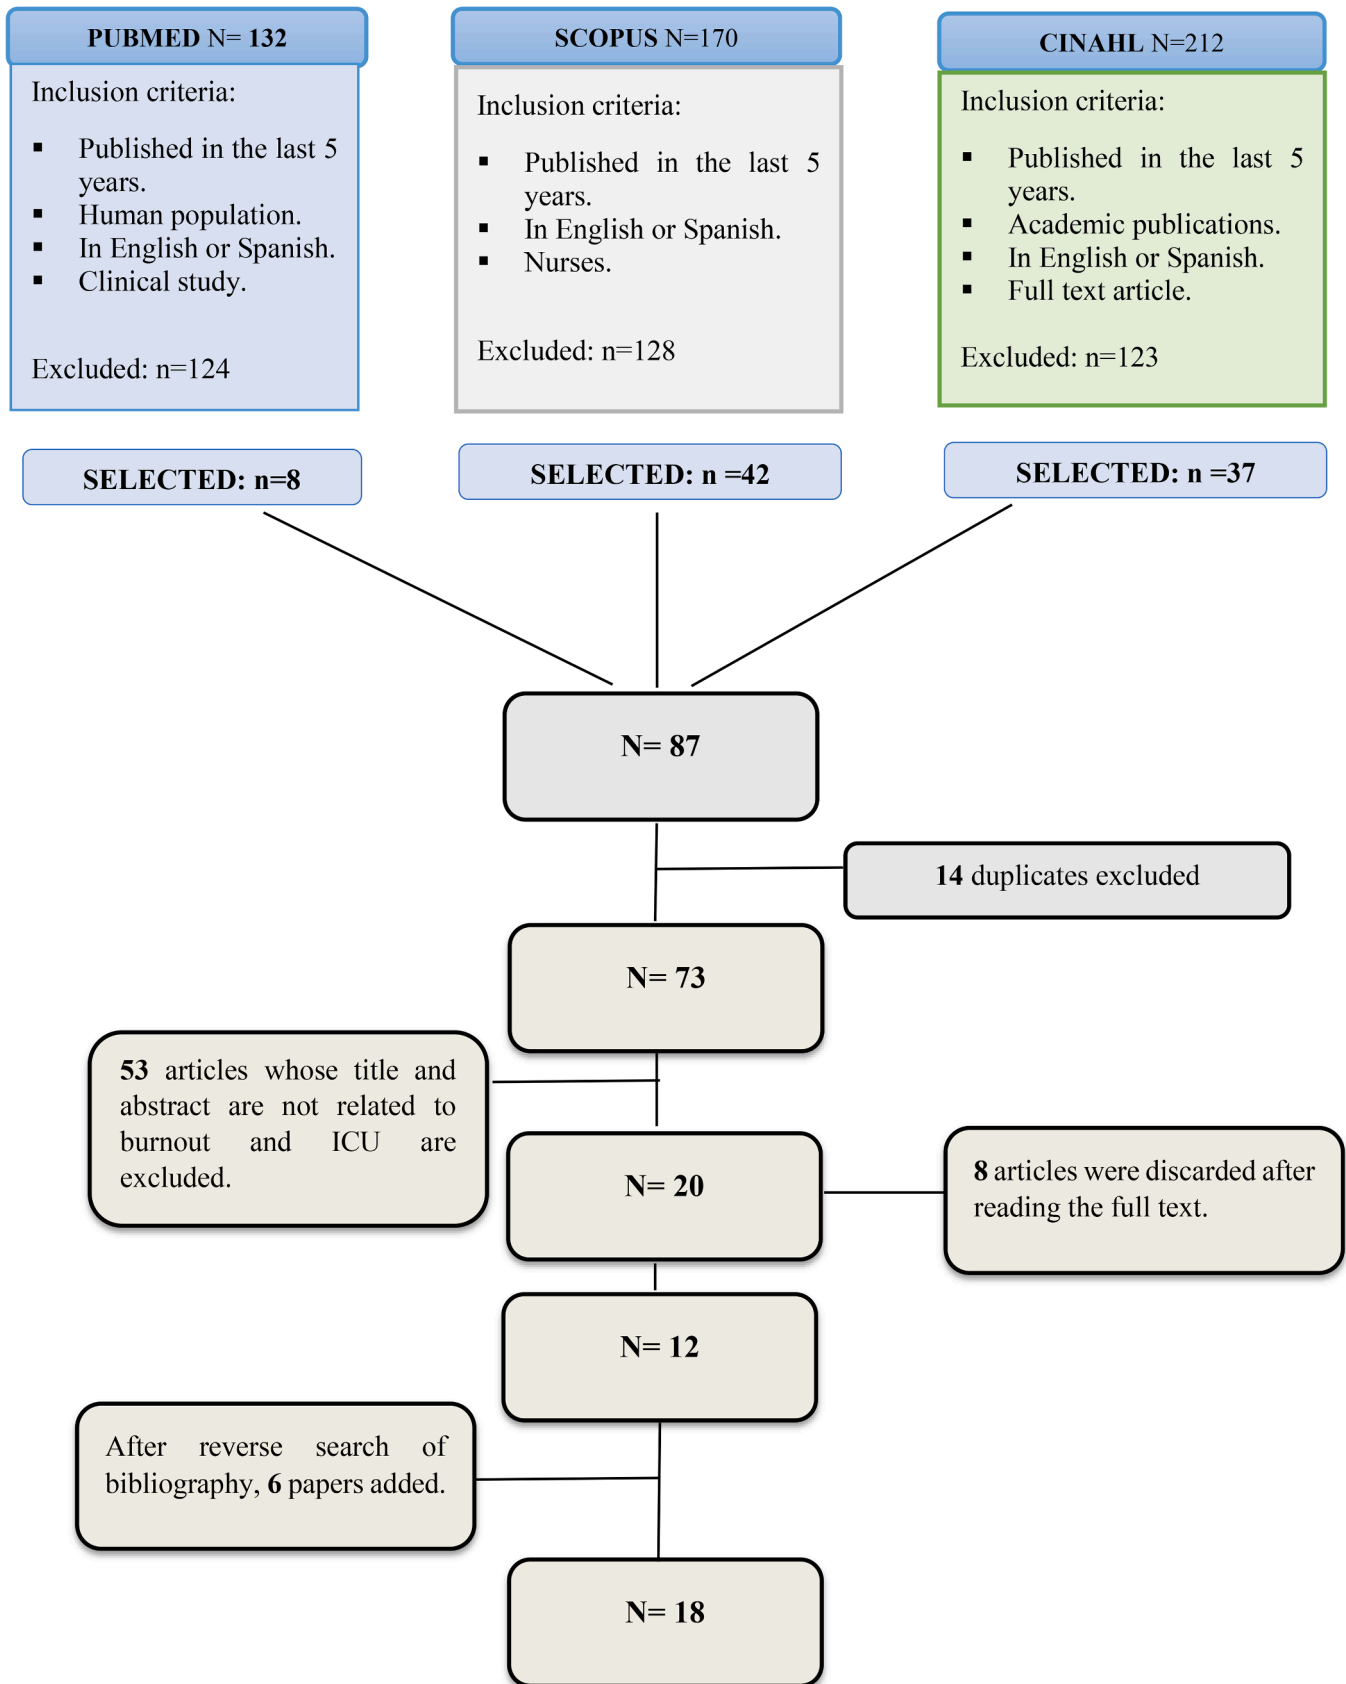 PUBMED N= 132
Inclusion criteria:
▪ Published in the last 5
years.
▪ Human population.
▪ In English or Spanish.
▪ Clinical study.
Excluded: n=124
SELECTED: n=8
SCOPUS N=170
Inclusion criteria:
▪ Published in the last 5
years.
▪ In English or Spanish.
▪ Nurses.
Excluded: n=128
SELECTED: n =42
CINAHL N=212
Inclusion criteria:
▪ Published in the last 5
years.
▪ Academic publications.
▪ In English or Spanish.
▪ Full text article.
Excluded: n=123
SELECTED: n =37
N= 87
14 duplicates excluded
N= 73
53 articles whose title and
abstract are not related to
burnout and ICU are
excluded.
N= 20
8 articles were discarded after
reading the full text.
N= 12
After reverse search of
bibliography, 6 papers added.
N= 18